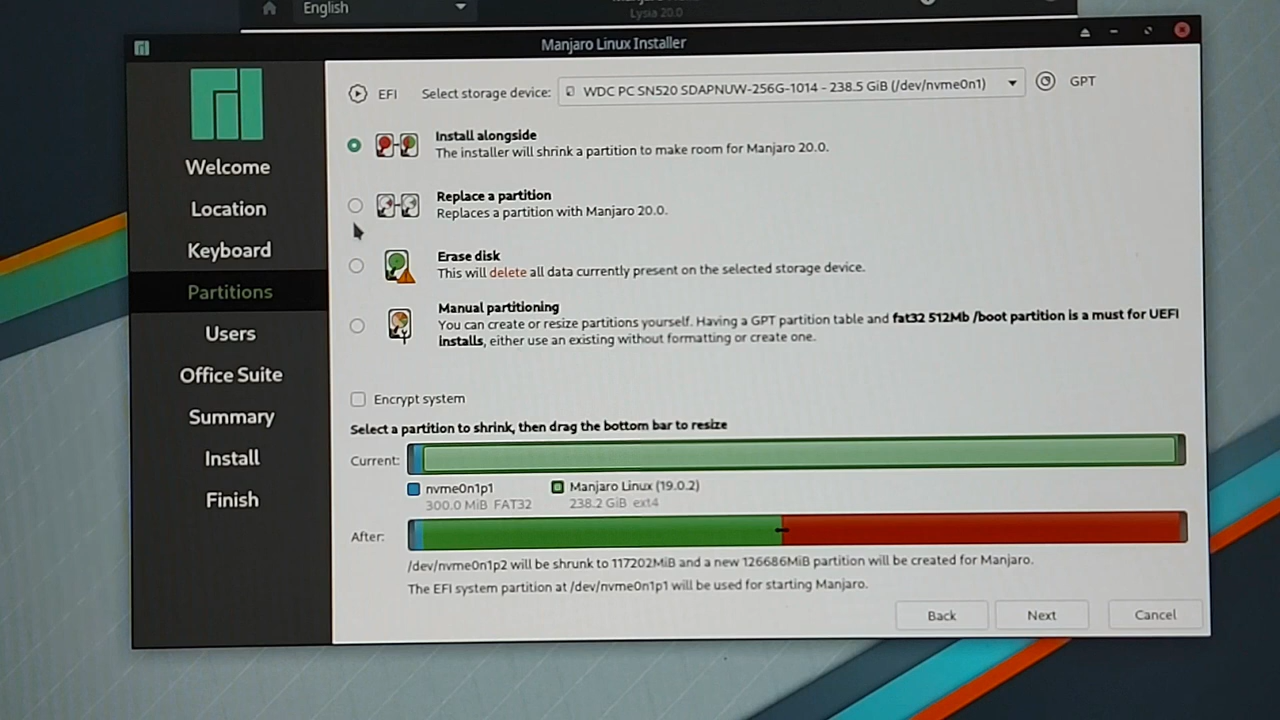 English
Lysia 20.0
Manjaro Linux Installer
EFI Select storage device: WDC PC SN520 SDAPNUW-256G-1014 - 238.5 GiB (/dev/nvme0n1) GPT
Welcome
Location
Keyboard
Partitions
Users
Office Suite
Summary
Install
Finish
Install alongside
The installer will shrink a partition to make room for Manjaro 20.0.
Replace a partition
Replaces a partition with Manjaro 20.0.
Erase disk
This will delete all data currently present on the selected storage device.
Manual partitioning
You can create or resize partitions yourself. Having a GPT partition table and fat32 512Mb /boot partition is a must for UEFI
installs, either use an existing without formatting or create one.
Encrypt system
Select a partition to shrink, then drag the bottom bar to resize
Current:
nvme0n1p1 Manjaro Linux (19.0.2)
300.0 MiB FAT32 238.2 GiB ext4
After:
/dev/nvme0n1p2 will be shrunk to 117202MiB and a new 126686MiB partition will be created for Manjaro.
The EFI system partition at /dev/nvme0n1p1 will be used for starting Manjaro.
Back Next Cancel